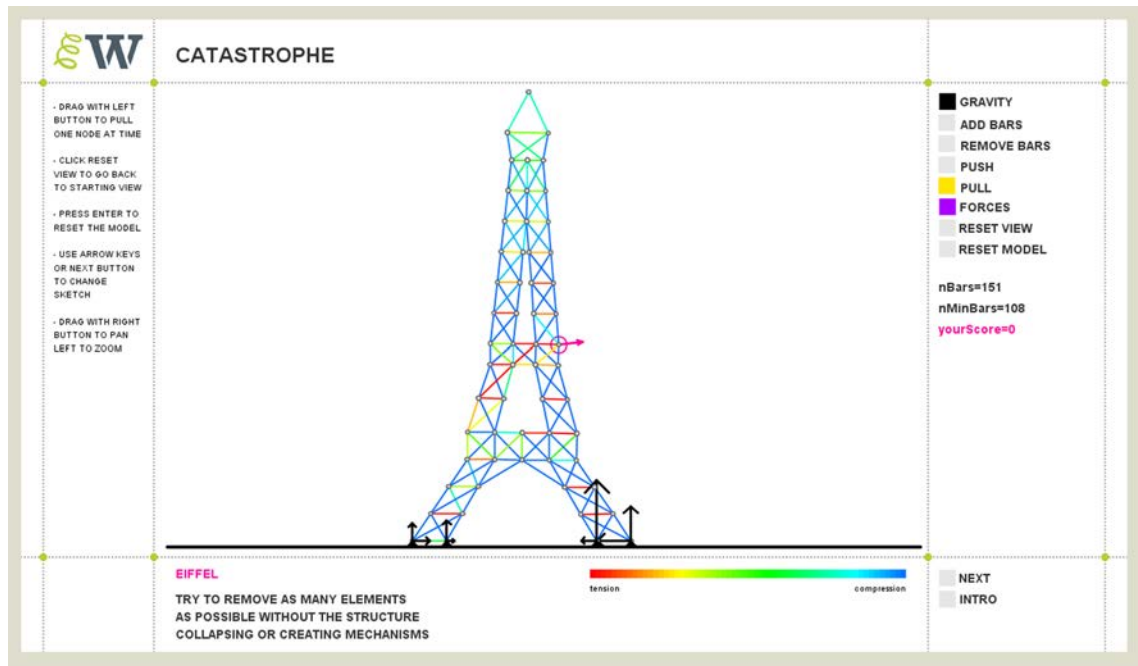 W
CATASTROPHE
- DRAG WITH LEFT
BUTTON TO PULL
ONE NODE AT TIME
- CLICK RESET
VIEW TO GO BACK
TO STARTING VIEW
- PRESS ENTER TO
RESET THE MODEL
- USE ARROW KEYS
OR NEXT BUTTON
TO CHANGE
SKETCH
- DRAG WITH RIGHT
BUTTON TO PAN
LEFT TO ZOOM
GRAVITY
ADD BARS
REMOVE BARS
PUSH
PULL
FORCES
RESET VIEW
RESET MODEL
nBars=151
nMinBars=108
yourScore=0
EIFFEL
TRY TO REMOVE AS MANY ELEMENTS
AS POSSIBLE WITHOUT THE STRUCTURE
COLLAPSING OR CREATING MECHANISMS
tension
compression
NEXT
INTRO